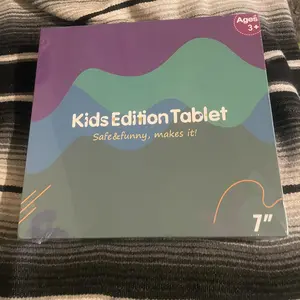 Ages
3+
Kids Edition Tablet
Safe&funny, makes it!
7"